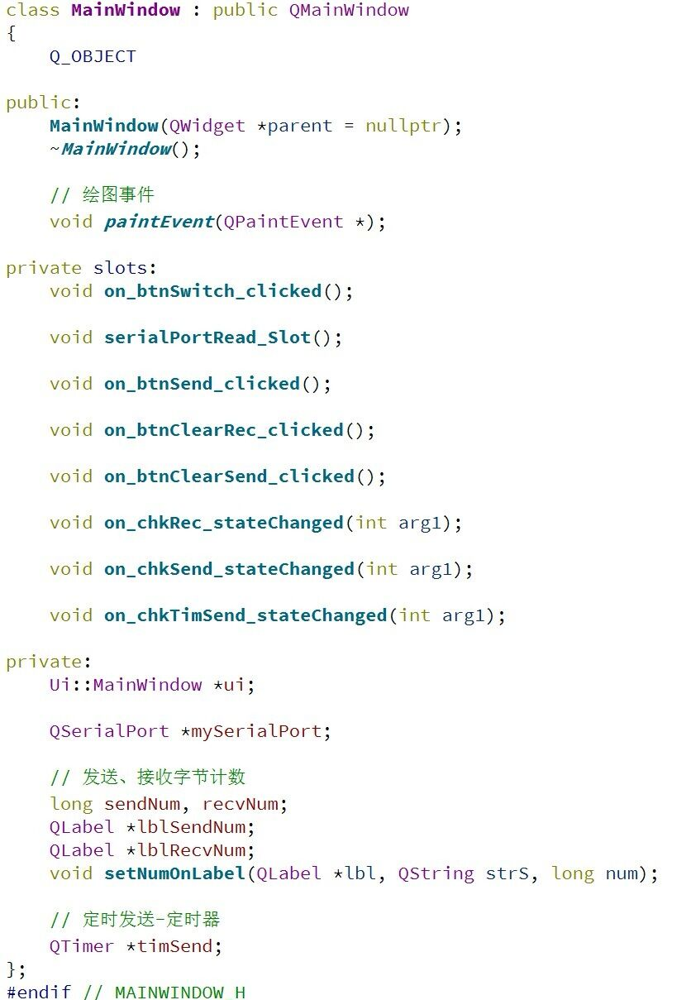 class MainWindow : public QMainWindow
{
    Q_OBJECT

public:
    MainWindow(QWidget *parent = nullptr);
    ~MainWindow();

    // 绘图事件
    void paintEvent(QPaintEvent *);

private slots:
    void on_btnSwitch_clicked();

    void serialPortRead_Slot();

    void on_btnSend_clicked();

    void on_btnClearRec_clicked();

    void on_btnClearSend_clicked();

    void on_chkRec_stateChanged(int arg1);

    void on_chkSend_stateChanged(int arg1);

    void on_chkTimSend_stateChanged(int arg1);

private:
    Ui::MainWindow *ui;

    QSerialPort *mySerialPort;

    // 发送、接收字节计数
    long sendNum, recvNum;
    QLabel *lblSendNum;
    QLabel *lblRecvNum;
    void setNumOnLabel(QLabel *lbl, QString strS, long num);

    // 定时发送-定时器
    QTimer *timSend;
};
#endif // MAINWINDOW_H